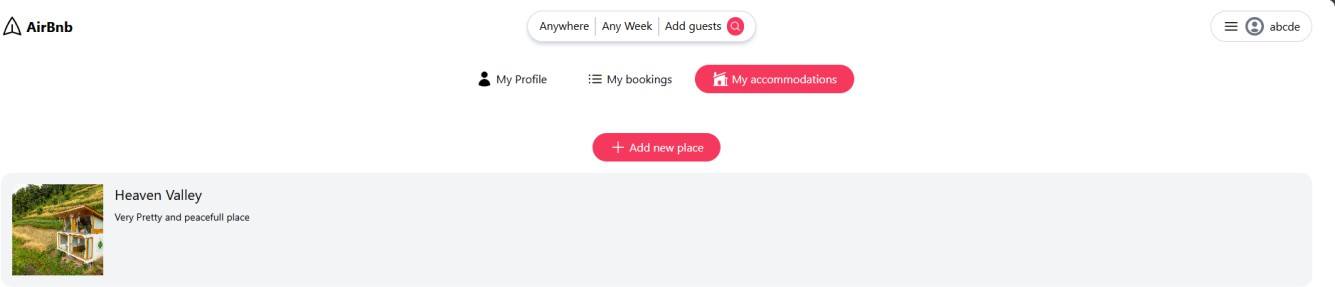 AirBnb
Anywhere Any Week Add guests
abcde
My Profile My bookings My accommodations
Add new place
Heaven Valley
Very Pretty and peacefull place